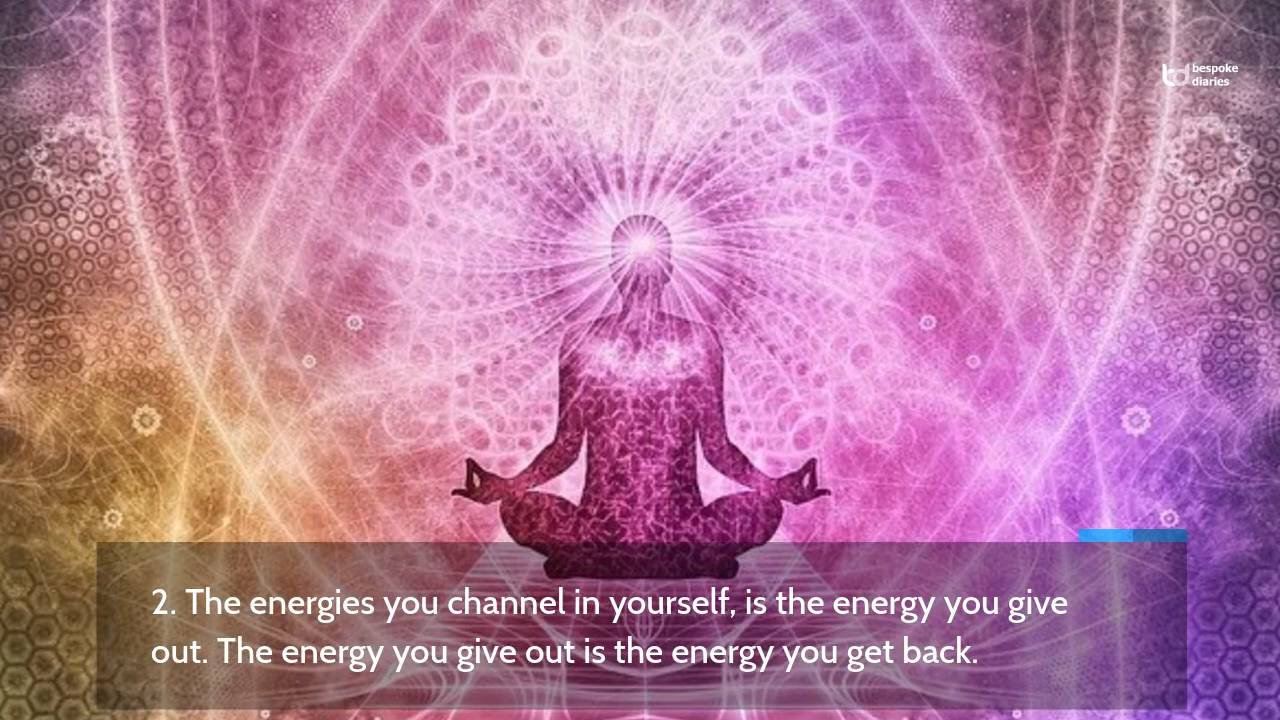 bespoke
diaries
2. The energies you channel in yourself, is the energy you give
out. The energy you give out is the energy you get back.